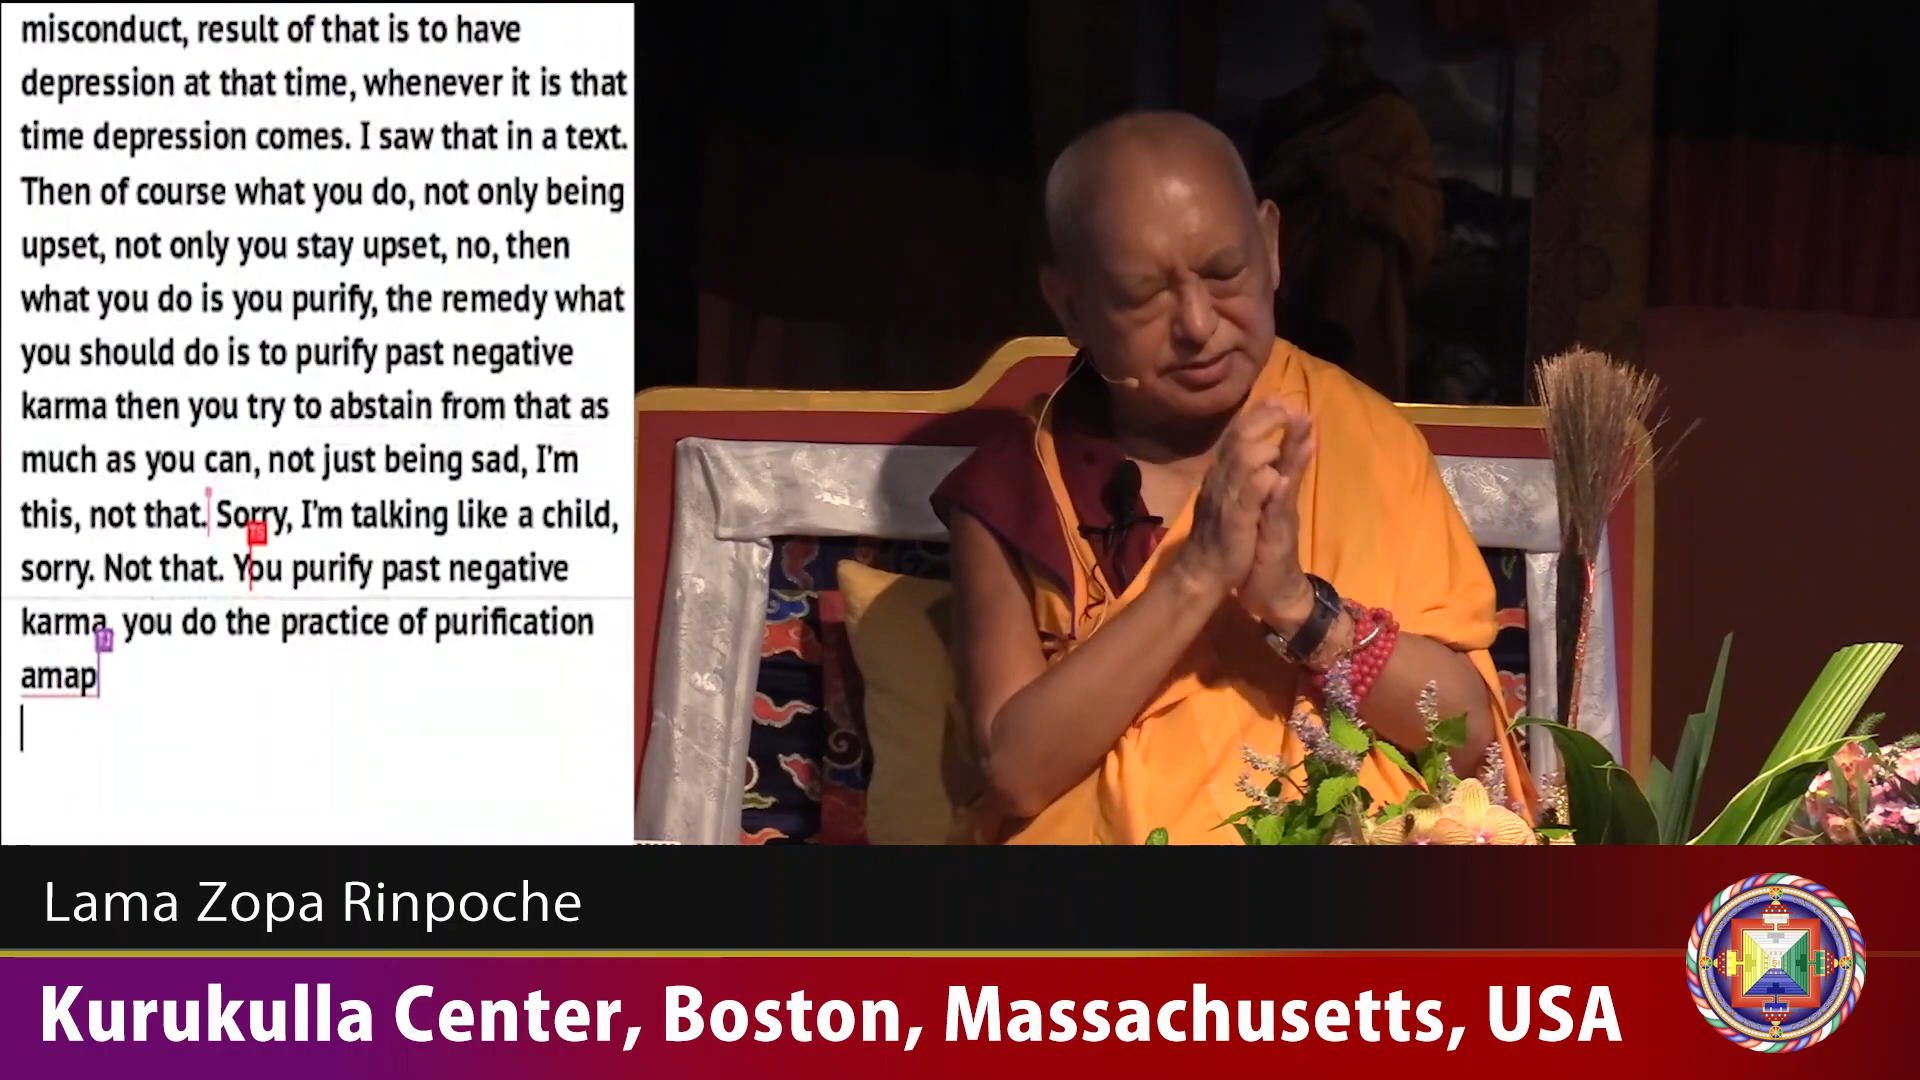 misconduct, result of that is to have
depression at that time, whenever it is that
time depression comes. I saw that in a text.
Then of course what you do, not only being
upset, not only you stay upset, no, then
what you do is you purify, the remedy what
you should do is to purify past negative
karma then you try to abstain from that as
much as you can, not just being sad, I'm
this, not that. Sorry, I'm talking like a child,
sorry. Not that. You purify past negative
karma, you do the practice of purification
amap
Lama Zopa Rinpoche
Kurukulla Center, Boston, Massachusetts, USA